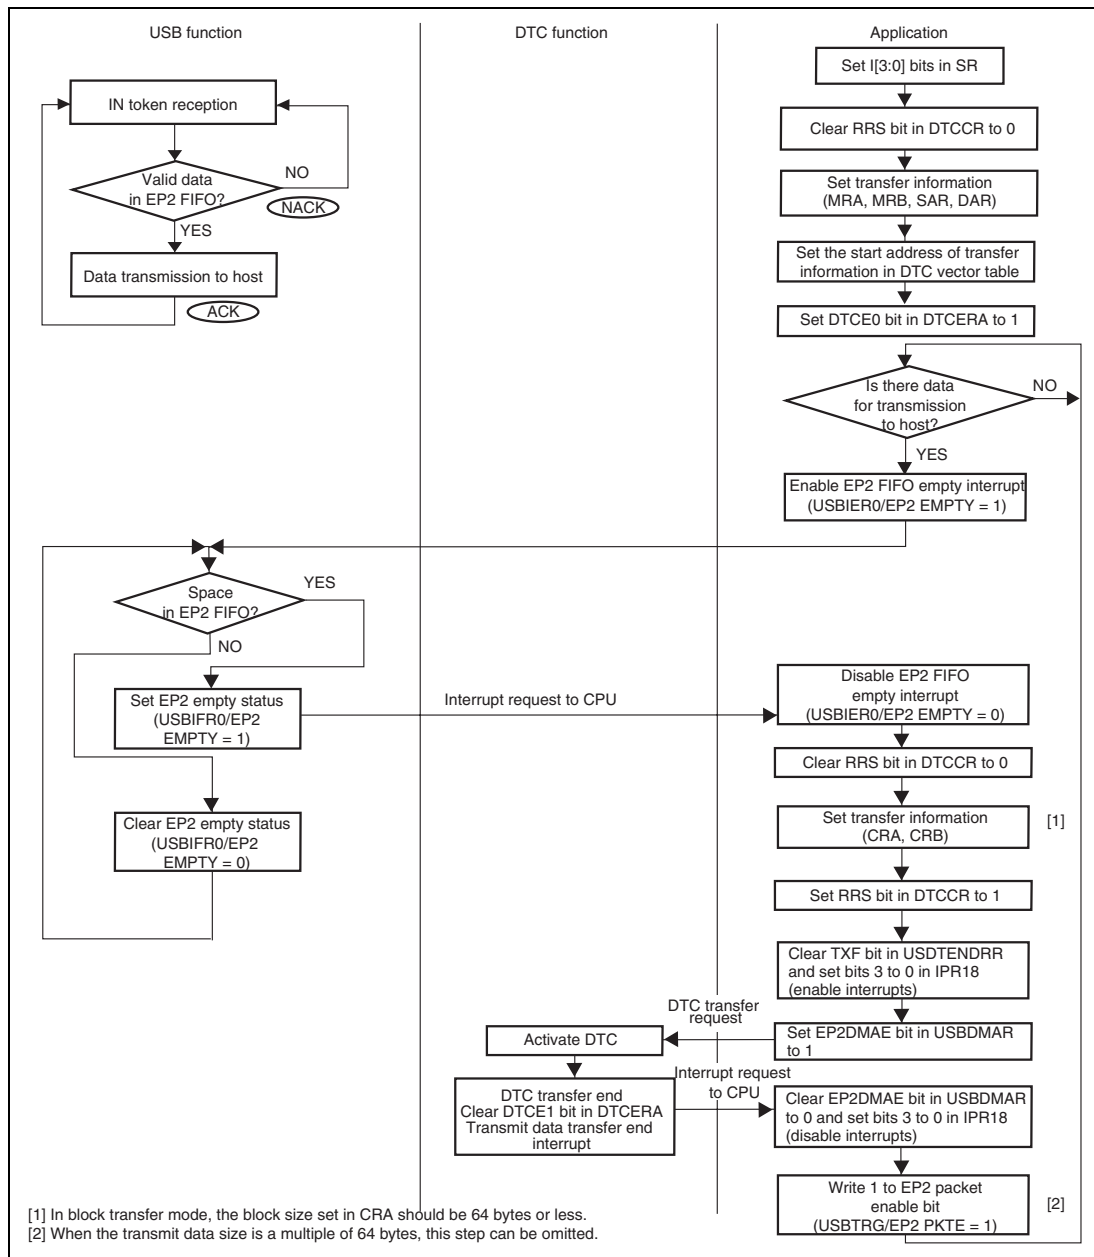 USB function
DTC function
Application
IN token reception
Valid data
in EP2 FIFO?
NO
NACK
YES
Data transmission to host
ACK
Set I[3:0] bits in SR
Clear RRS bit in DTCCR to 0
Set transfer information
(MRA, MRB, SAR, DAR)
Set the start address of transfer
information in DTC vector table
Set DTCE0 bit in DTCERA to 1
Is there data
for transmission
to host?
NO
YES
Enable EP2 FIFO empty interrupt
(USBIER0/EP2 EMPTY = 1)
Space
in EP2 FIFO?
YES
NO
Set EP2 empty status
(USBIFR0/EP2
EMPTY = 1)
Interrupt request to CPU
Clear EP2 empty status
(USBIFR0/EP2
EMPTY = 0)
Disable EP2 FIFO
empty interrupt
(USBIER0/EP2 EMPTY = 0)
Clear RRS bit in DTCCR to 0
Set transfer information
(CRA, CRB)
[1]
Set RRS bit in DTCCR to 1
Clear TXF bit in USDTENDRR
and set bits 3 to 0 in IPR18
(enable interrupts)
DTC transfer
request
Set EP2DMAE bit in USBDMAR
to 1
Activate DTC
Interrupt request
to CPU
DTC transfer end
Clear DTCE1 bit in DTCERA
Transmit data transfer end
interrupt
Clear EP2DMAE bit in USBDMAR
to 0 and set bits 3 to 0 in IPR18
(disable interrupts)
Write 1 to EP2 packet
enable bit
(USBTRG/EP2 PKTE = 1)
[2]
[1] In block transfer mode, the block size set in CRA should be 64 bytes or less.
[2] When the transmit data size is a multiple of 64 bytes, this step can be omitted.